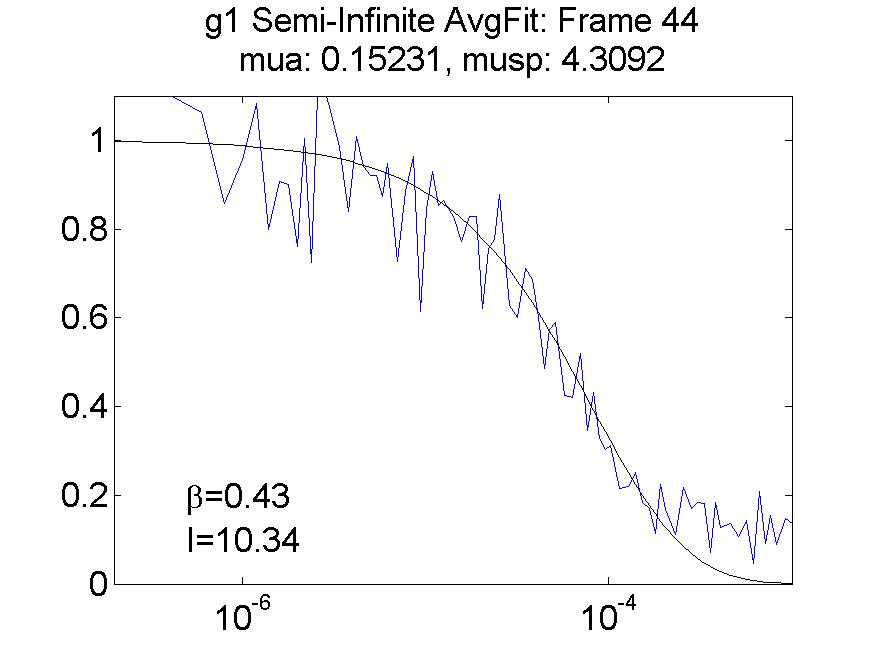 g1 Semi-Infinite AvgFit: Frame 44
mua: 0.15231, musp: 4.3092
1
0.8
0.6
0.4
0.2
0
β=0.43
I=10.34
10^-6
10^-4